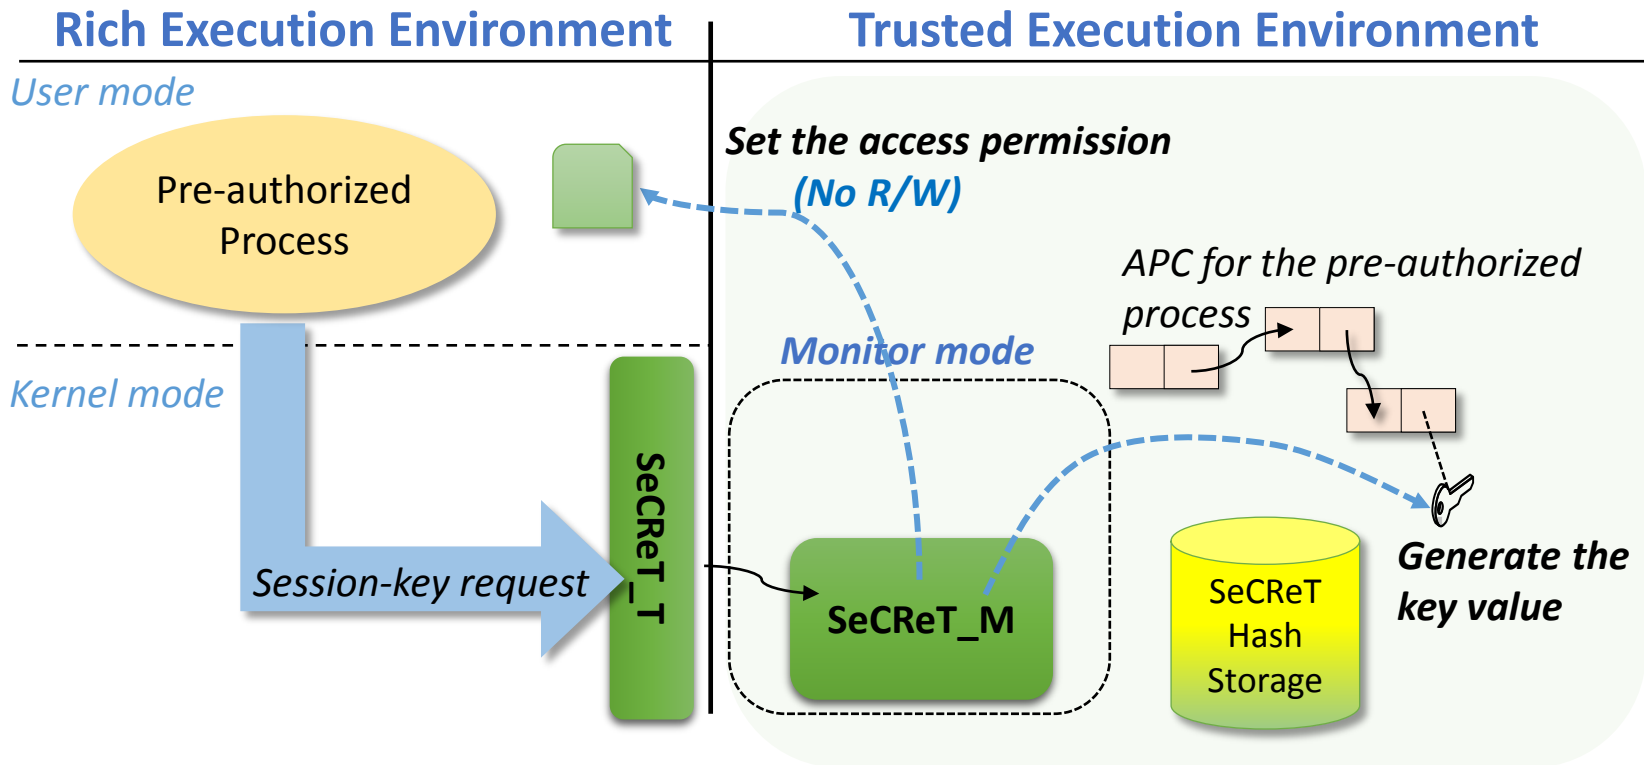 Rich Execution Environment
Trusted Execution Environment
User mode
Pre-authorized
Process
Set the access permission
(No R/W)
APC for the pre-authorized
process
Monitor mode
Kernel mode
SeCReT_T
Session-key request
SeCReT_M
SeCReT
Hash
Storage
Generate the
key value